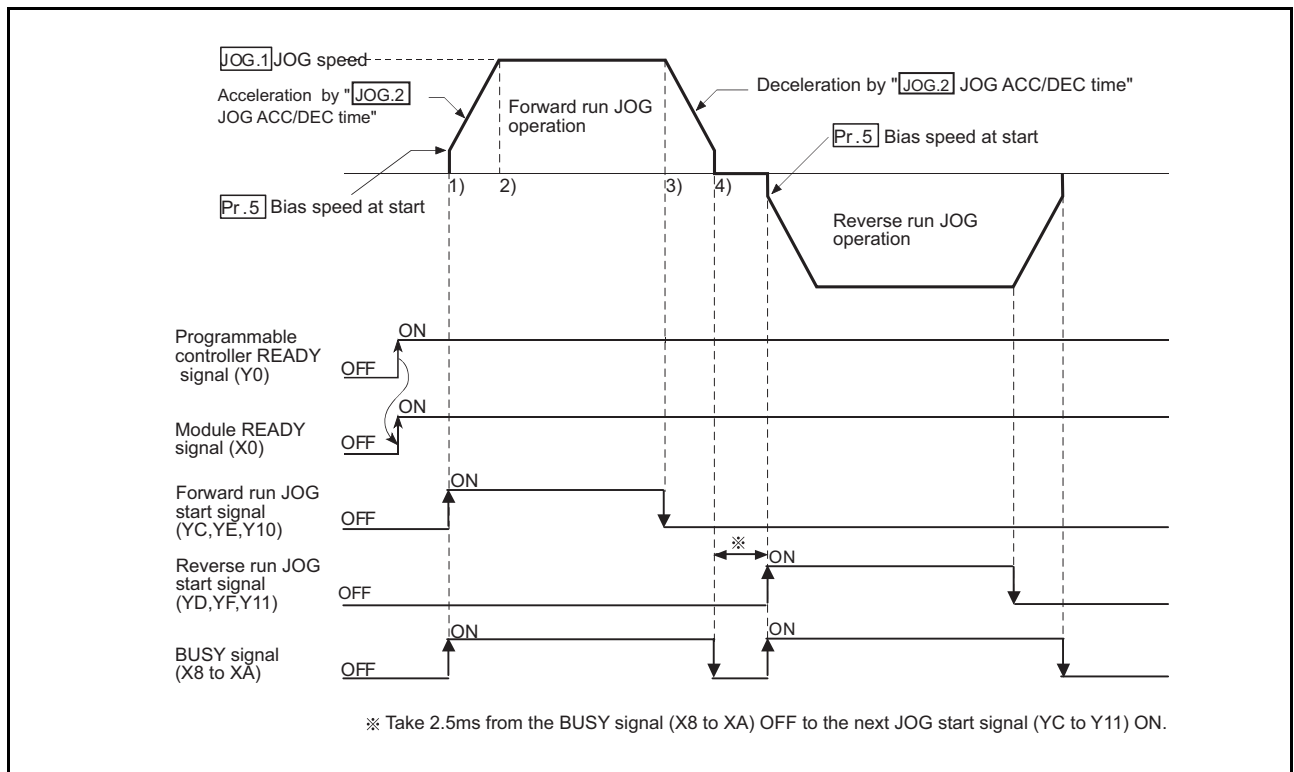 JOG.1 JOG speed
Acceleration by "JOG.2
JOG ACC/DEC time"
Forward run JOG
operation
Deceleration by "JOG.2 JOG ACC/DEC time"
Pr.5 Bias speed at start
1)
2)
3)
4)
Pr.5 Bias speed at start
Reverse run JOG
operation
Programmable
controller READY
signal (Y0)
OFF
ON
Module READY
signal (X0)
OFF
ON
Forward run JOG
start signal
(YC,YE,Y10)
OFF
ON
Reverse run JOG
start signal
(YD,YF,Y11)
OFF
※
ON
BUSY signal
(X8 to XA)
OFF
ON
ON
※ Take 2.5ms from the BUSY signal (X8 to XA) OFF to the next JOG start signal (YC to Y11) ON.